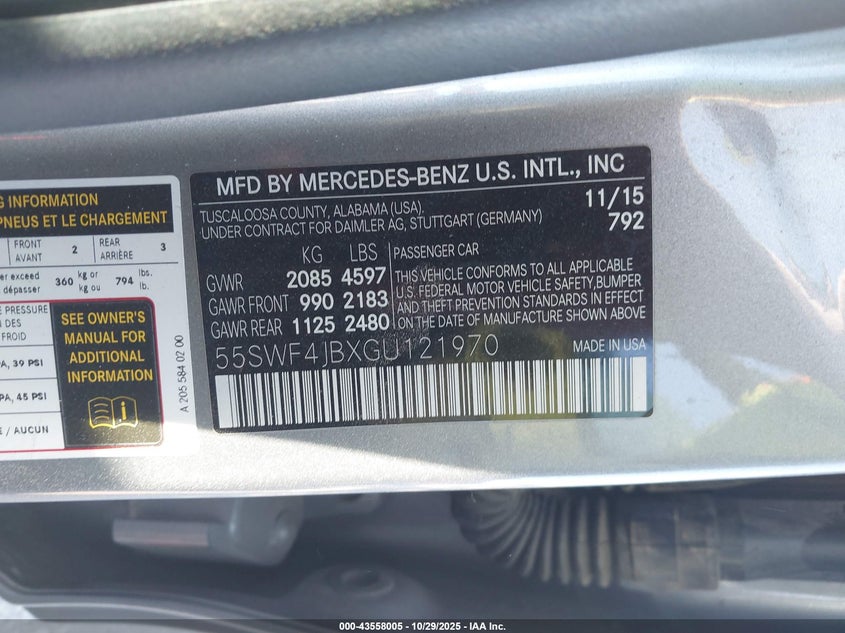 G INFORMATION
PNEUS ET LE CHARGEMENT
FRONT
AVANT
2
REAR
ARRIÈRE
3
er exceed
dépasser
360
kg or
kg ou
794
lbs.
lb.
PRESSURE
N DES
FROID
PA, 39 PSI
PA, 45 PSI
E / AUCUN
SEE OWNER'S
MANUAL FOR
ADDITIONAL
INFORMATION
A 205 584 02 00
MFD BY MERCEDES-BENZ U.S. INTL., INC
TUSCALOOSA COUNTY, ALABAMA (USA).
UNDER CONTRACT FOR DAIMLER AG, STUTTGART (GERMANY)
11/15
792
KG LBS
GVWR 2085 4597
GAWR FRONT 990 2183
GAWR REAR 1125 2480
PASSENGER CAR
THIS VEHICLE CONFORMS TO ALL APPLICABLE
U.S. FEDERAL MOTOR VEHICLE SAFETY,BUMPER
AND THEFT PREVENTION STANDARDS IN EFFECT
ON THE DATE OF MANUFACTURE SHOWN ABOVE
55SWF4JBXGU121970
MADE IN USA
000-43558005 - 10/29/2025 - IAA Inc.